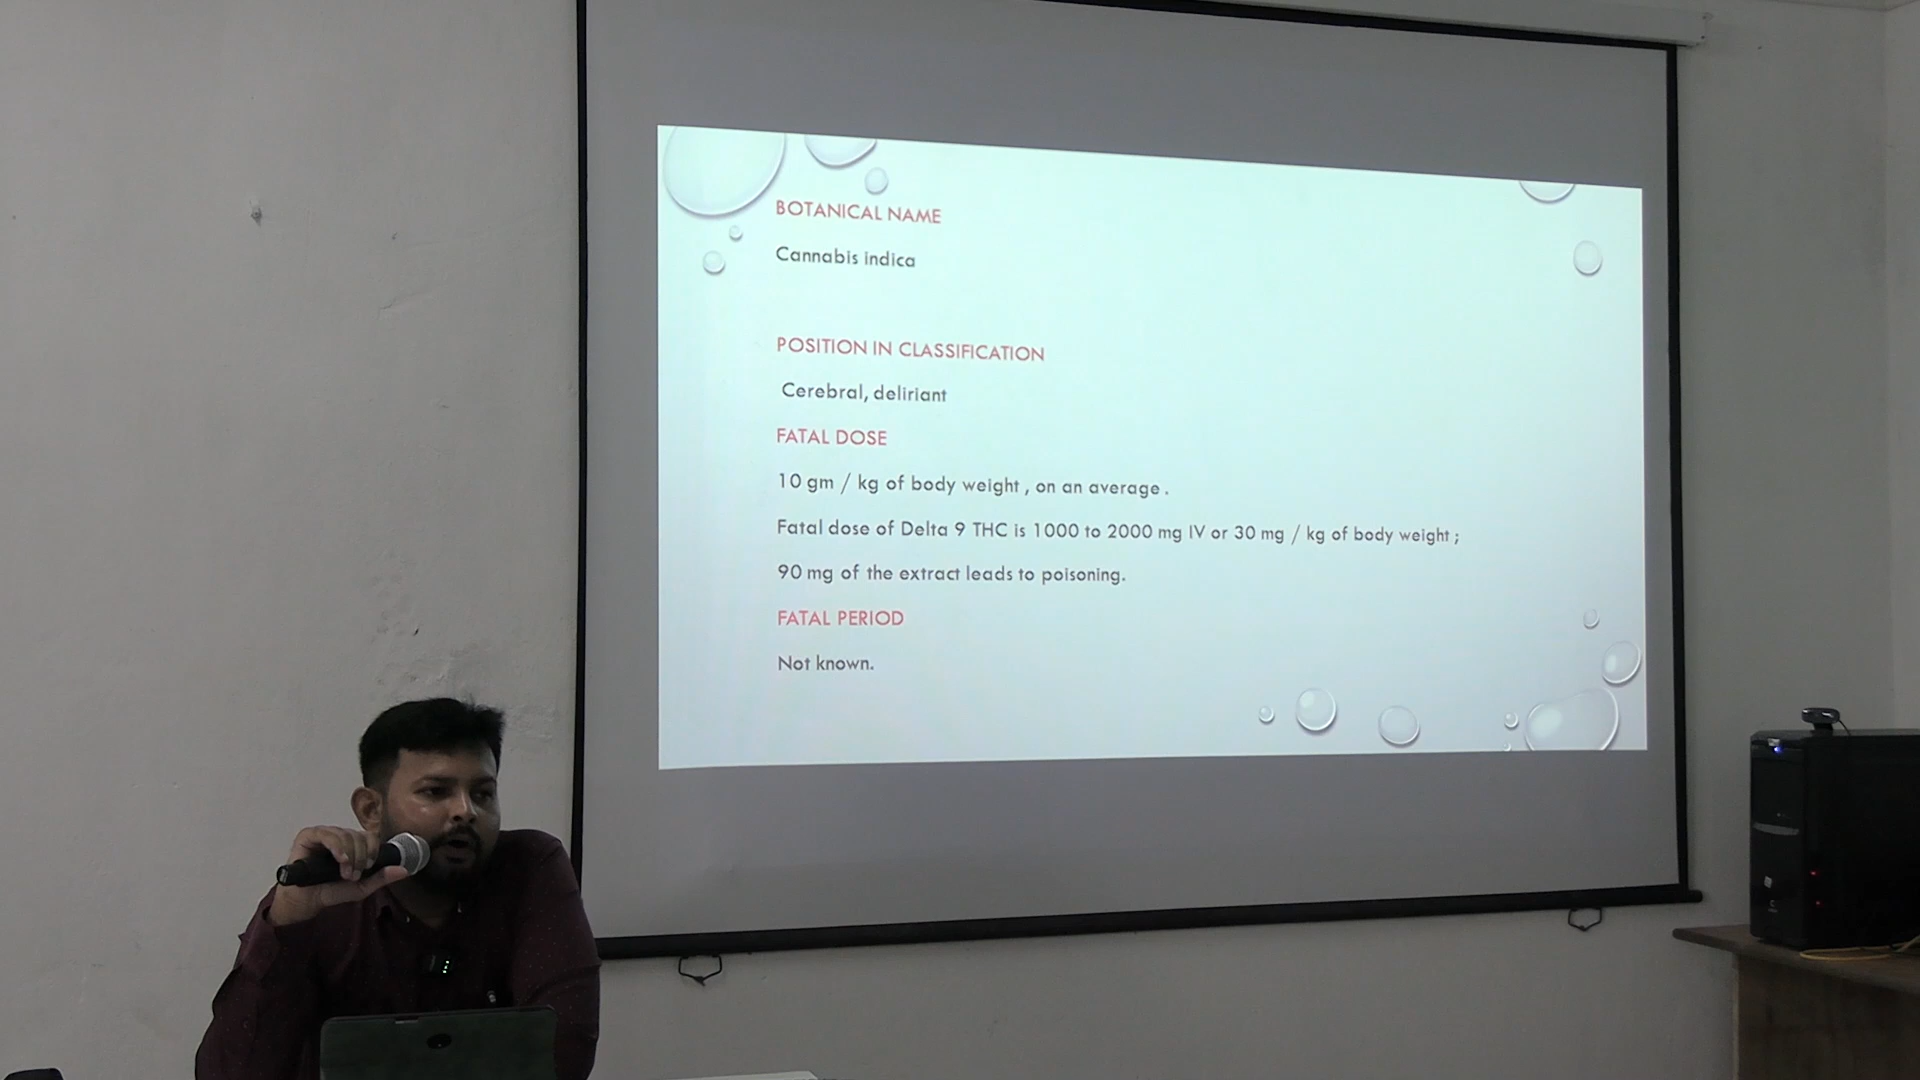 BOTANICAL NAME
Cannabis indica
POSITION IN CLASSIFICATION
Cerebral, deliriant
FATAL DOSE
10 gm / kg of body weight , on an average .
Fatal dose of Delta 9 THC is 1000 to 2000 mg IV or 30 mg / kg of body weight ;
90 mg of the extract leads to poisoning.
FATAL PERIOD
Not known.